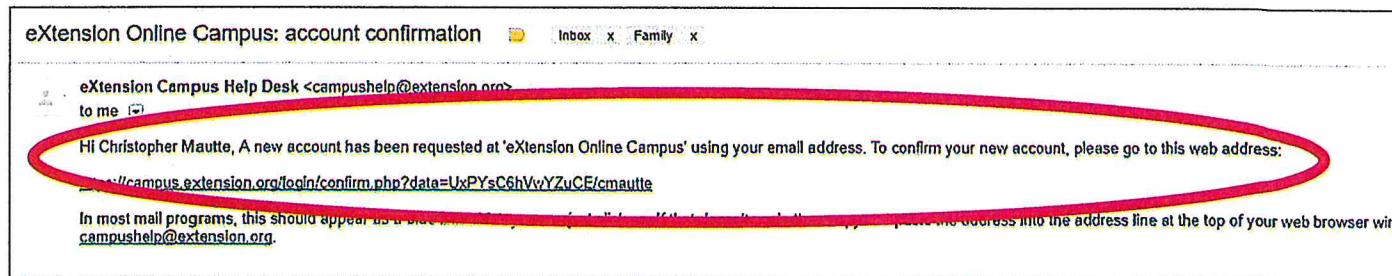 eXtension Online Campus: account confirmation Inbox x Family x
eXtension Campus Help Desk <campushelp@extension.org>
to me
Hi Christopher Mautte, A new account has been requested at 'eXtension Online Campus' using your email address. To confirm your new account, please go to this web address:
://campus.extension.org/login/confirm.php?data=UxPYsC6hVwYZuCE/cmautte
In most mail programs, this should appear as a address into the address line at the top of your web browser wi
campushelp@extension.org.